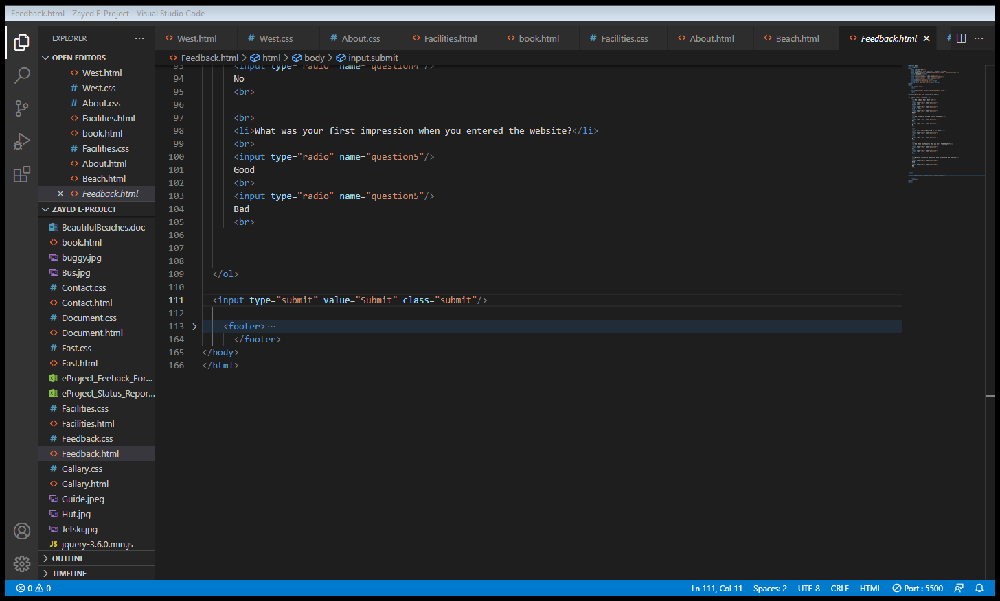 Feedback.html - Zayed E-Project - Visual Studio Code
EXPLORER
West.html
West.css
About.css
Facilities.html
book.html
Facilities.css
About.html
Beach.html
Feedback.html
Feedback.html > html > body > input.submit
OPEN EDITORS
West.html
West.css
About.css
Facilities.html
book.html
Facilities.css
About.html
Beach.html
Feedback.html
ZAYED E-PROJECT
BeautifulBeaches.doc
book.html
buggy.jpg
Bus.jpg
Contact.css
Contact.html
Document.css
Document.html
East.css
East.html
eProject_Feeback_For...
eProject_Status_Repor...
Facilities.css
Facilities.html
Feedback.css
Feedback.html
Gallary.css
Gallary.html
Guide.jpeg
Hut.jpg
Jetski.jpg
JS jquery-3.6.0.min.js
OUTLINE
TIMELINE
93 <input type="radio" name="question4"/>
94 No
95 <br>
96
97 <br>
98 <li>What was your first impression when you entered the website?</li>
99 <br>
100 <input type="radio" name="question5"/>
101 Good
102 <br>
103 <input type="radio" name="question5"/>
104 Bad
105 <br>
106
107
108
109 </ol>
110
111 <input type="submit" value="Submit" class="submit"/>
112
113 <footer>…
164 </footer>
165 </body>
166 </html>
0 0
Ln 111, Col 11 Spaces: 2 UTF-8 CRLF HTML Port : 5500